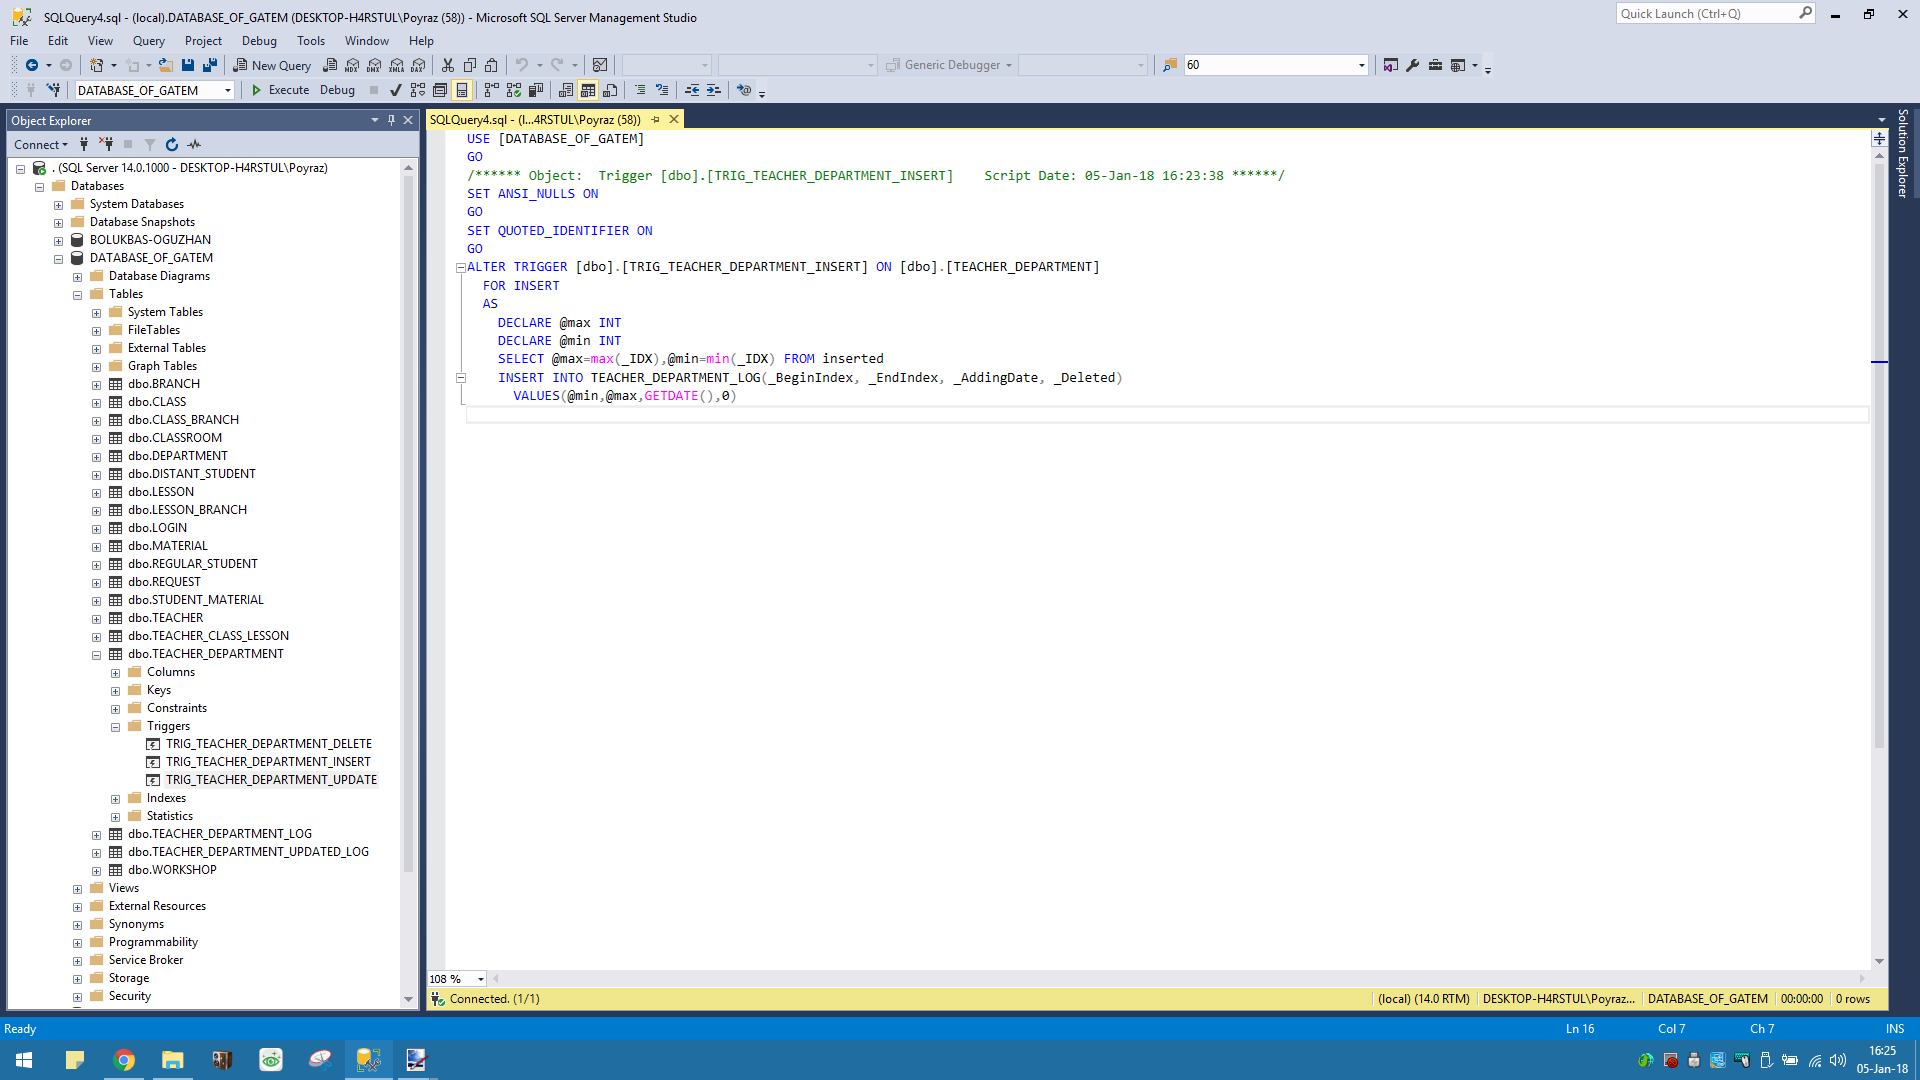 SQLQuery4.sql - (local).DATABASE_OF_GATEM (DESKTOP-H4RSTUL\Poyraz (58)) - Microsoft SQL Server Management Studio
Quick Launch (Ctrl+Q)
File Edit View Query Project Debug Tools Window Help
New Query
MDX DMX XMLA DAX
Generic Debugger
60
DATABASE_OF_GATEM
Execute Debug
Object Explorer
Connect
. (SQL Server 14.0.1000 - DESKTOP-H4RSTUL\Poyraz)
Databases
System Databases
Database Snapshots
BOLUKBAS-OGUZHAN
DATABASE_OF_GATEM
Database Diagrams
Tables
System Tables
FileTables
External Tables
Graph Tables
dbo.BRANCH
dbo.CLASS
dbo.CLASS_BRANCH
dbo.CLASSROOM
dbo.DEPARTMENT
dbo.DISTANT_STUDENT
dbo.LESSON
dbo.LESSON_BRANCH
dbo.LOGIN
dbo.MATERIAL
dbo.REGULAR_STUDENT
dbo.REQUEST
dbo.STUDENT_MATERIAL
dbo.TEACHER
dbo.TEACHER_CLASS_LESSON
dbo.TEACHER_DEPARTMENT
Columns
Keys
Constraints
Triggers
TRIG_TEACHER_DEPARTMENT_DELETE
TRIG_TEACHER_DEPARTMENT_INSERT
TRIG_TEACHER_DEPARTMENT_UPDATE
Indexes
Statistics
dbo.TEACHER_DEPARTMENT_LOG
dbo.TEACHER_DEPARTMENT_UPDATED_LOG
dbo.WORKSHOP
Views
External Resources
Synonyms
Programmability
Service Broker
Storage
Security
SQLQuery4.sql - (l...4RSTUL\Poyraz (58))
USE [DATABASE_OF_GATEM]
GO
/****** Object:  Trigger [dbo].[TRIG_TEACHER_DEPARTMENT_INSERT]    Script Date: 05-Jan-18 16:23:38 ******/
SET ANSI_NULLS ON
GO
SET QUOTED_IDENTIFIER ON
GO
ALTER TRIGGER [dbo].[TRIG_TEACHER_DEPARTMENT_INSERT] ON [dbo].[TEACHER_DEPARTMENT]
FOR INSERT
AS
DECLARE @max INT
DECLARE @min INT
SELECT @max=max(_IDX),@min=min(_IDX) FROM inserted
INSERT INTO TEACHER_DEPARTMENT_LOG(_BeginIndex, _EndIndex, _AddingDate, _Deleted)
VALUES(@min,@max,GETDATE(),0)
108 %
Connected. (1/1)
(local) (14.0 RTM) DESKTOP-H4RSTUL\Poyraz... DATABASE_OF_GATEM 00:00:00 0 rows
Solution Explorer
Ready
Ln 16 Col 7 Ch 7 INS
16:25
05-Jan-18